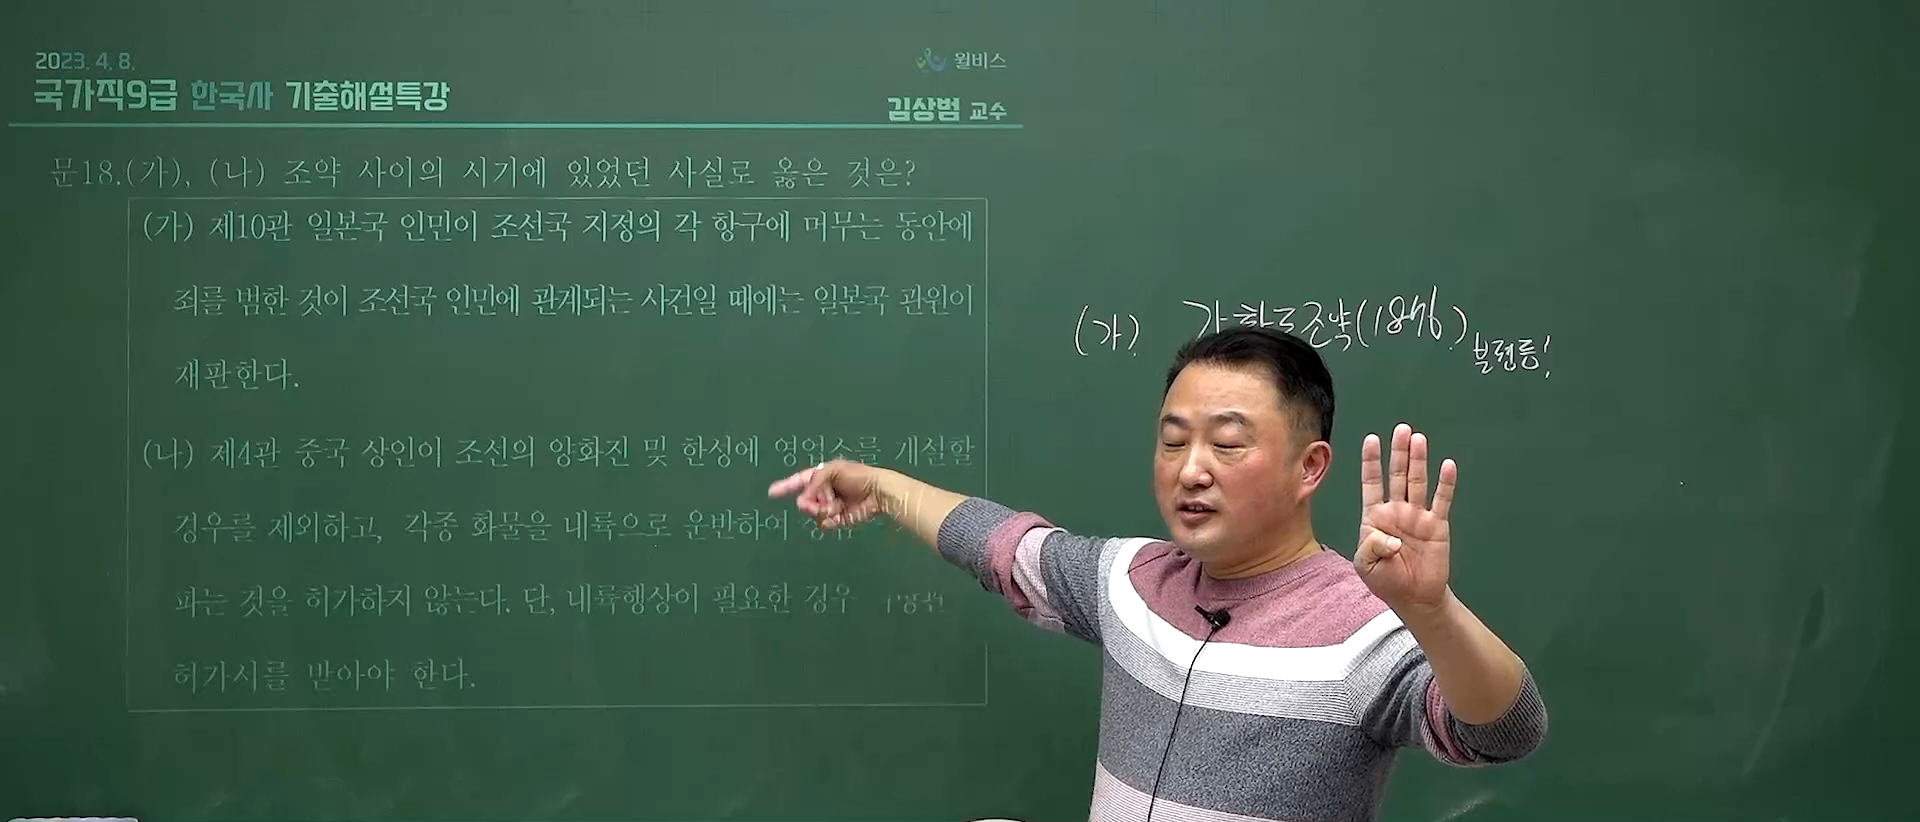 2023. 4. 8.
국가직9급 한국사 기출해설특강
윌비스
김상범 교수
문18.(가), (나) 조약 사이의 시기에 있었던 사실로 옳은 것은?
(가) 제10관 일본국 인민이 조선국 지정의 각 항구에 머무는 동안에
죄를 범한 것이 조선국 인민에 관계되는 사건일 때에는 일본국 관원이
재판한다.
(나) 제4관 중국 상인이 조선의 양화진 및 한성에 영업소를 개설할
경우를 제외하고, 각종 화물을 내륙으로 운반하여
파는 것을 허가하지 않는다. 단, 내륙행상이 필요한 경우
허가서를 받아야 한다.
(가) 강화도조약(1876)
불평등!